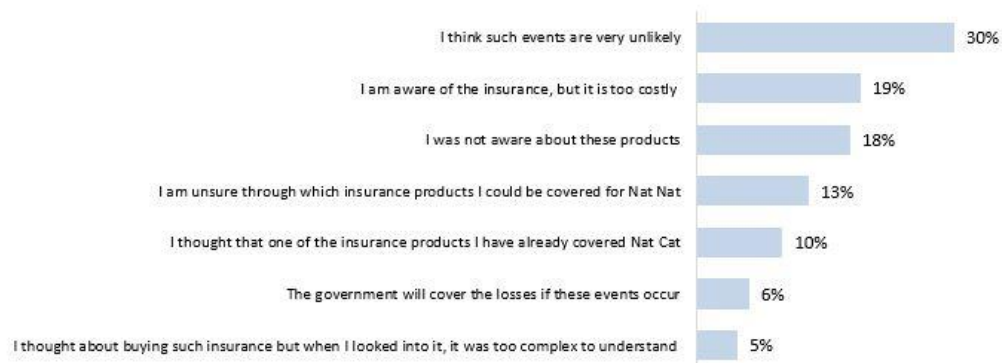 I think such events are very unlikely 30%
I am aware of the insurance, but it is too costly 19%
I was not aware about these products 18%
I am unsure through which insurance products I could be covered for Nat Nat 13%
I thought that one of the insurance products I have already covered Nat Cat 10%
The government will cover the losses if these events occur 6%
I thought about buying such insurance but when I looked into it, it was too complex to understand 5%